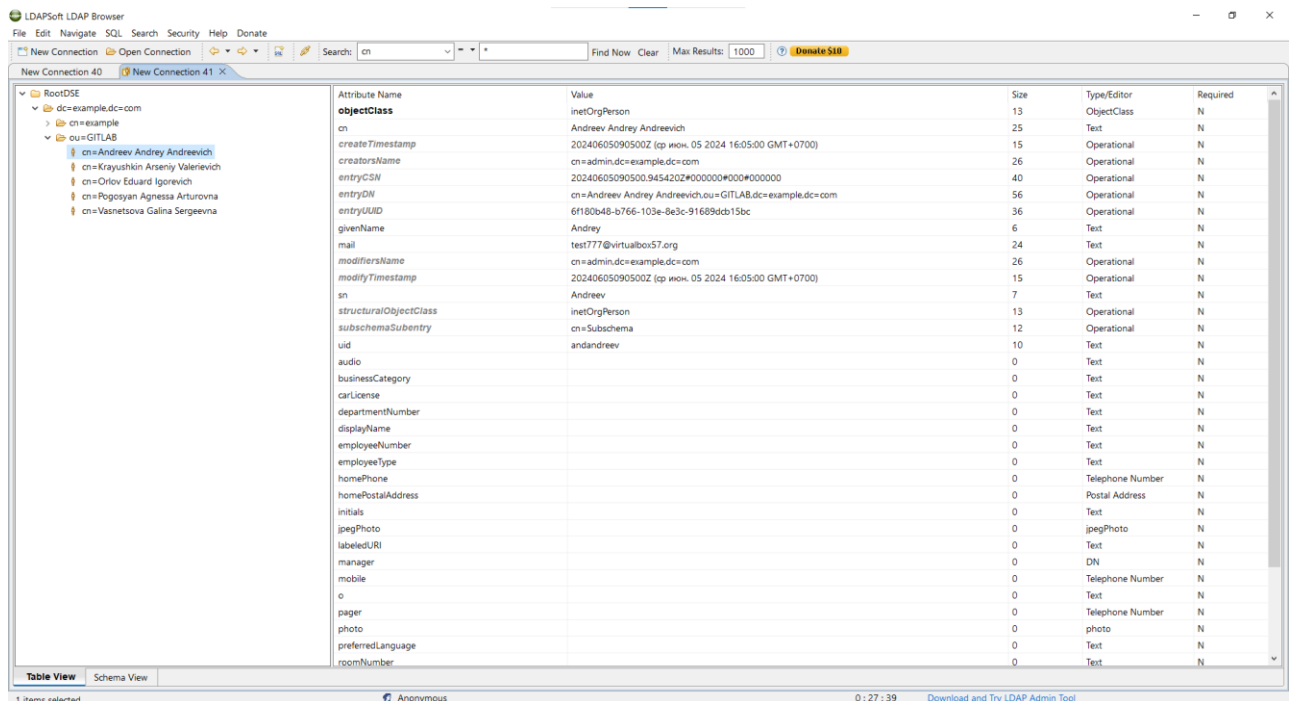 LDAPSoft LDAP Browser
File Edit Navigate SQL Search Security Help Donate
New Connection Open Connection Search: cn = * Find Now Clear Max Results: 1000 Donate $10
New Connection 40 New Connection 41
RootDSE
dc=example,dc=com
cn=example
ou=GITLAB
cn=Andreev Andrey Andreevich
cn=Krayushkin Arseniy Valerievich
cn=Orlov Eduard Igorevich
cn=Pogosyan Agnessa Arturovna
cn=Vasnetsova Galina Sergeevna
Attribute Name Value Size Type/Editor Required
objectClass inetOrgPerson 13 ObjectClass N
cn Andreev Andrey Andreevich 25 Text N
createTimestamp 20240605090500Z (ср июн. 05 2024 16:05:00 GMT+0700) 15 Operational N
creatorsName cn=admin,dc=example,dc=com 26 Operational N
entryCSN 20240605090500.945420Z#000000#000#000000 40 Operational N
entryDN cn=Andreev Andrey Andreevich,ou=GITLAB,dc=example,dc=com 56 Operational N
entryUUID 6f180b48-b766-103e-8e3c-91689dcb15bc 36 Operational N
givenName Andrey 6 Text N
mail test777@virtualbox57.org 24 Text N
modifiersName cn=admin,dc=example,dc=com 26 Operational N
modifyTimestamp 20240605090500Z (ср июн. 05 2024 16:05:00 GMT+0700) 15 Operational N
sn Andreev 7 Text N
structuralObjectClass inetOrgPerson 13 Operational N
subschemaSubentry cn=Subschema 12 Operational N
uid andandreev 10 Text N
audio 0 Text N
businessCategory 0 Text N
carLicense 0 Text N
departmentNumber 0 Text N
displayName 0 Text N
employeeNumber 0 Text N
employeeType 0 Text N
homePhone 0 Telephone Number N
homePostalAddress 0 Postal Address N
initials 0 Text N
jpegPhoto 0 jpegPhoto N
labeledURI 0 Text N
manager 0 DN N
mobile 0 Telephone Number N
o 0 Text N
pager 0 Telephone Number N
photo 0 photo N
preferredLanguage 0 Text N
roomNumber 0 Text N
Table View Schema View
1 items selected Anonymous 0 : 27 : 39 Download and Try LDAP Admin Tool